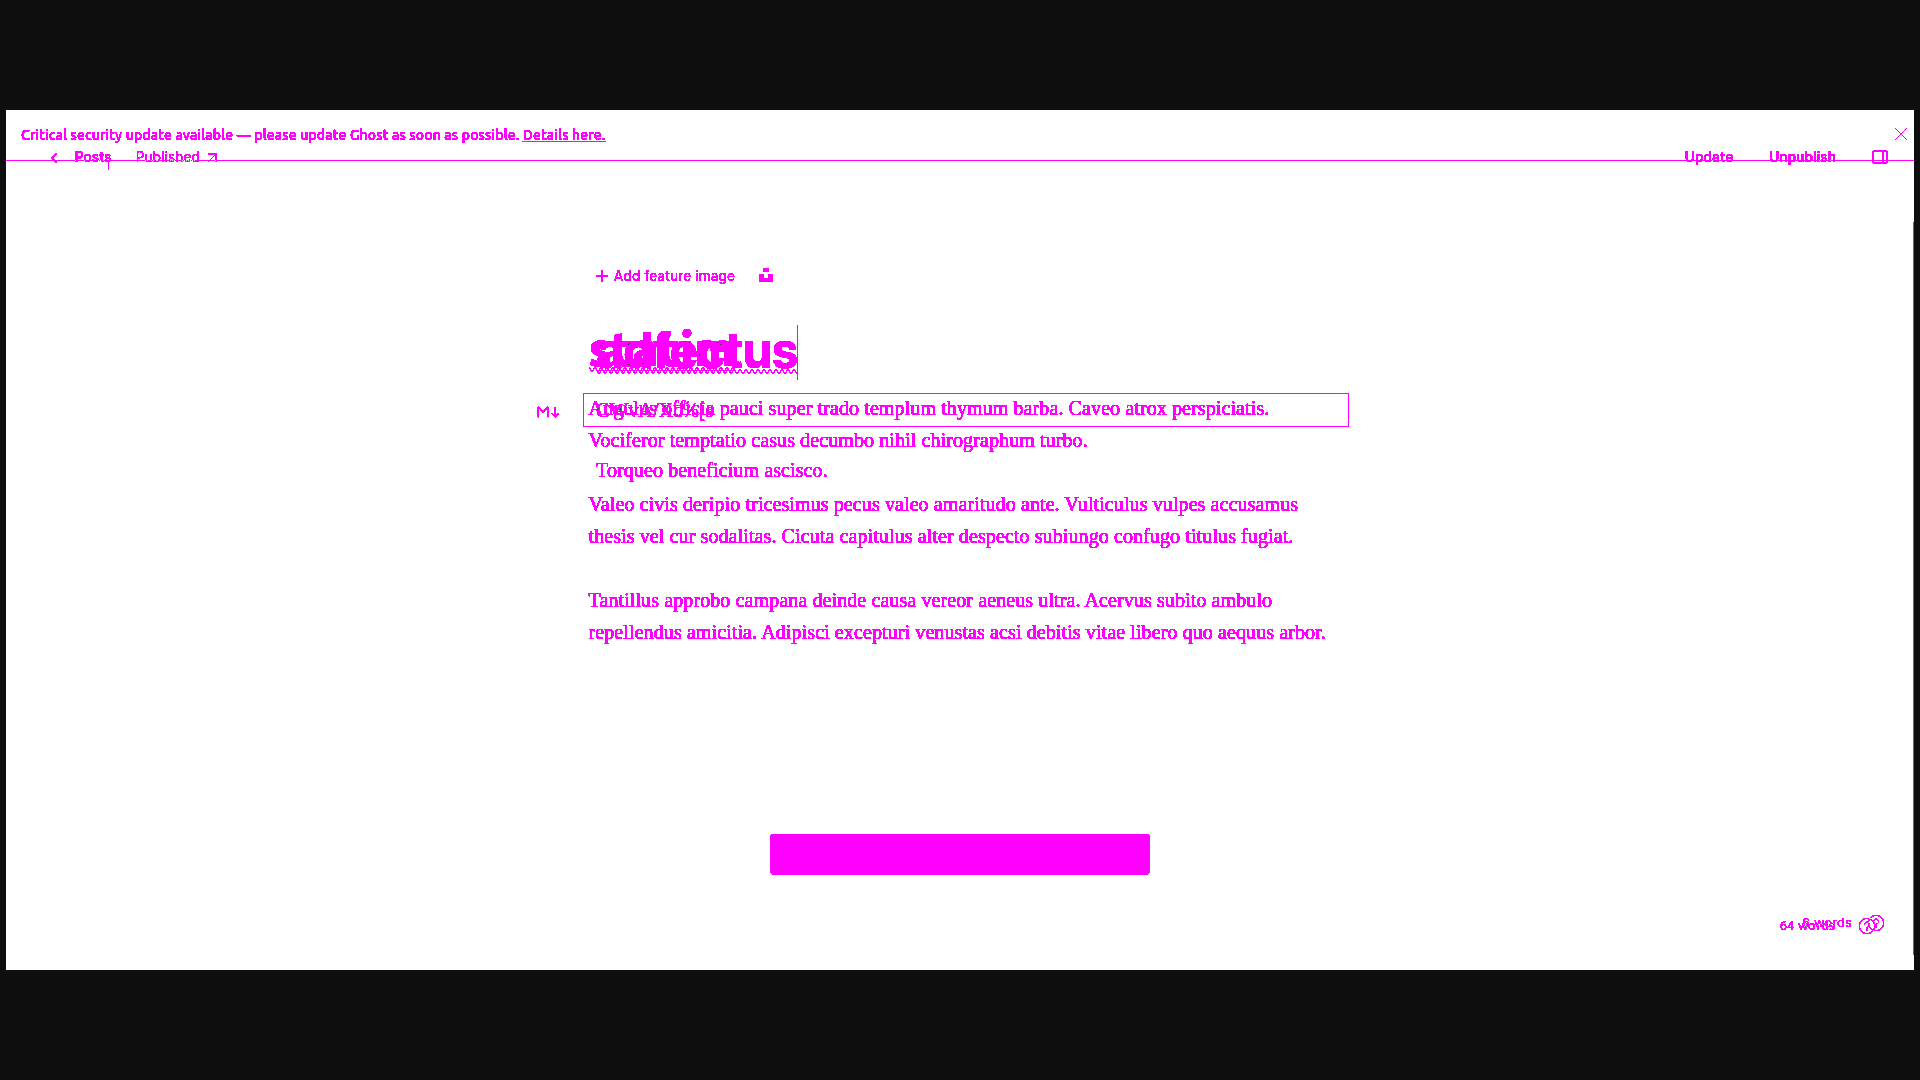 Critical security update available — please update Ghost as soon as possible. Details here.
Posts Published Update Unpublish
Add feature image
officia pauci super trado templum thymum barba. Caveo atrox perspiciatis.
Vociferor temptatio casus decumbo nihil chirographum turbo.
Torqueo beneficium ascisco.
Valeo civis deripio tricesimus pecus valeo amaritudo ante. Vulticulus vulpes accusamus
thesis vel cur sodalitas. Cicuta capitulus alter despecto subiungo confugo titulus fugiat.
Tantillus approbo campana deinde causa vereor aeneus ultra. Acervus subito ambulo
repellendus amicitia. Adipisci excepturi venustas acsi debitis vitae libero quo aequus arbor.
64 words words